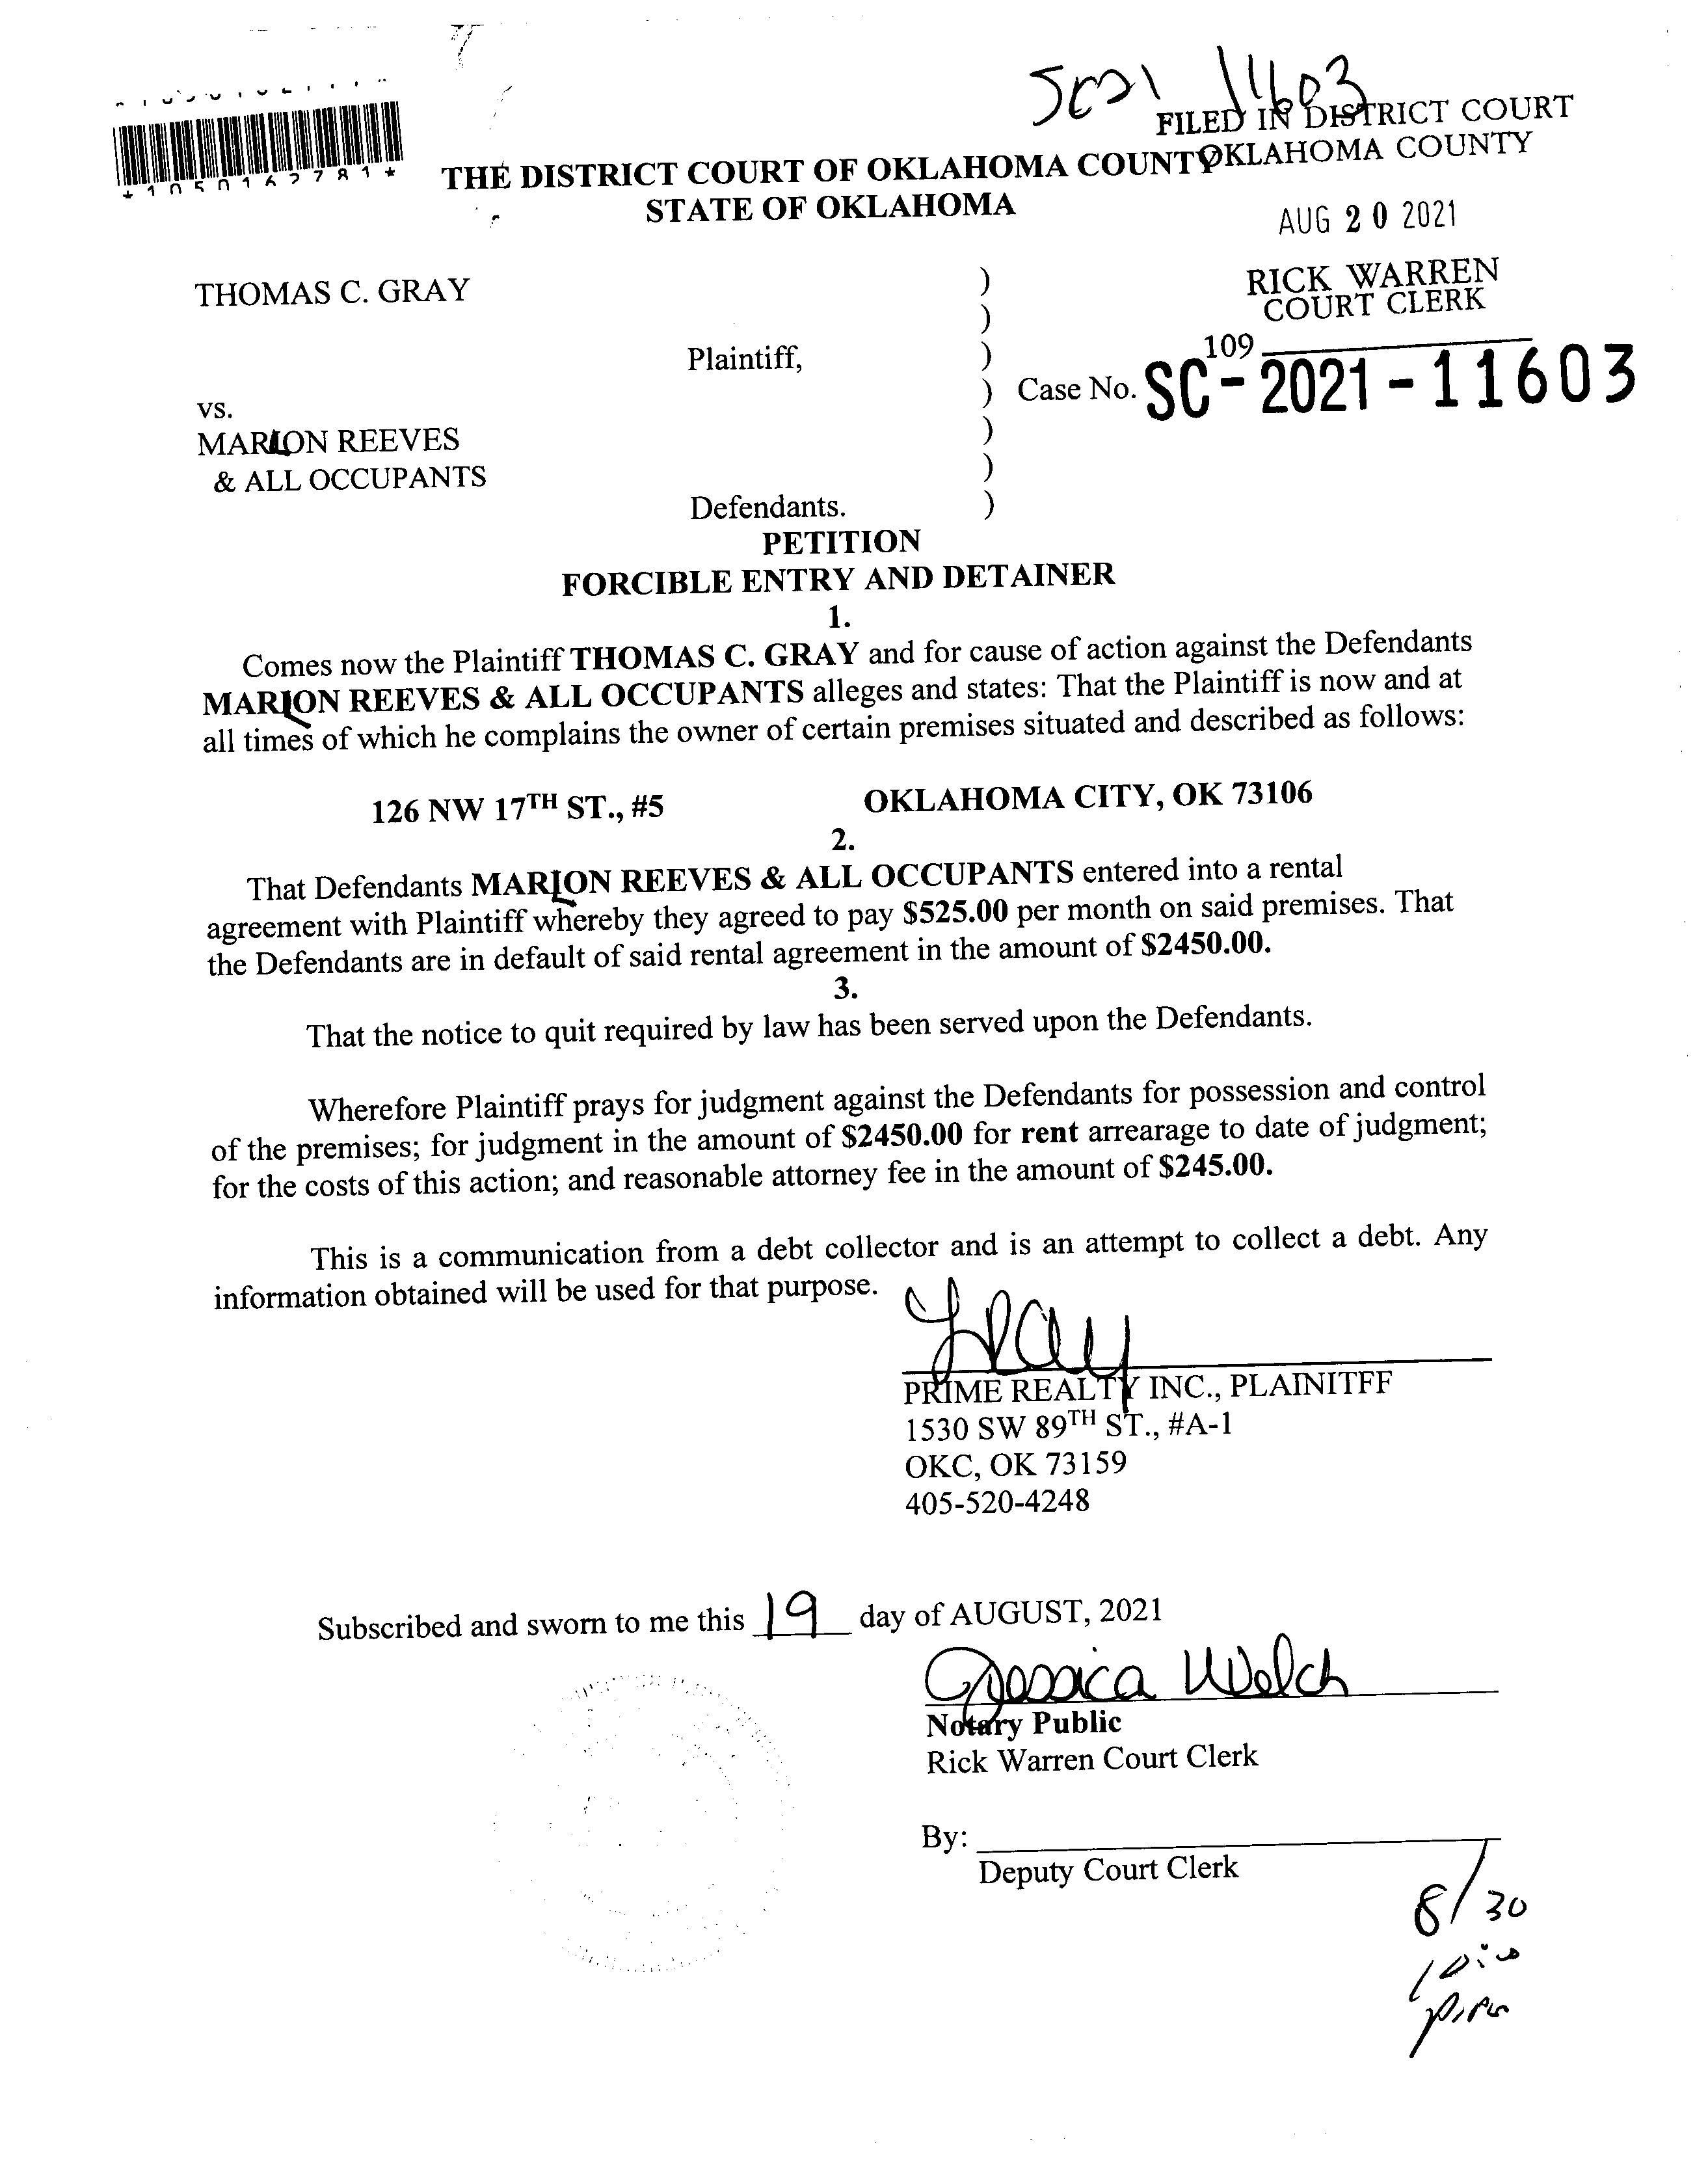 SC21 11603
FILED IN DISTRICT COURT
OKLAHOMA COUNTY
*1050162781*
THE DISTRICT COURT OF OKLAHOMA COUNTY
STATE OF OKLAHOMA
AUG 20 2021
RICK WARREN
COURT CLERK
109
THOMAS C. GRAY )
)
Plaintiff, )
) Case No. SC-2021-11603
vs.
MARLON REEVES )
& ALL OCCUPANTS )
Defendants. )
PETITION
FORCIBLE ENTRY AND DETAINER
1.
Comes now the Plaintiff THOMAS C. GRAY and for cause of action against the Defendants
MARLON REEVES & ALL OCCUPANTS alleges and states: That the Plaintiff is now and at
all times of which he complains the owner of certain premises situated and described as follows:
126 NW 17TH ST., #5 OKLAHOMA CITY, OK 73106
2.
That Defendants MARLON REEVES & ALL OCCUPANTS entered into a rental
agreement with Plaintiff whereby they agreed to pay $525.00 per month on said premises. That
the Defendants are in default of said rental agreement in the amount of $2450.00.
3.
That the notice to quit required by law has been served upon the Defendants.
Wherefore Plaintiff prays for judgment against the Defendants for possession and control
of the premises; for judgment in the amount of $2450.00 for rent arrearage to date of judgment;
for the costs of this action; and reasonable attorney fee in the amount of $245.00.
This is a communication from a debt collector and is an attempt to collect a debt. Any
information obtained will be used for that purpose.
PRIME REALTY INC., PLAINITFF
1530 SW 89TH ST., #A-1
OKC, OK 73159
405-520-4248
Subscribed and sworn to me this 19 day of AUGUST, 2021
Jessica Welch
Notary Public
Rick Warren Court Clerk
By:
Deputy Court Clerk
8/30